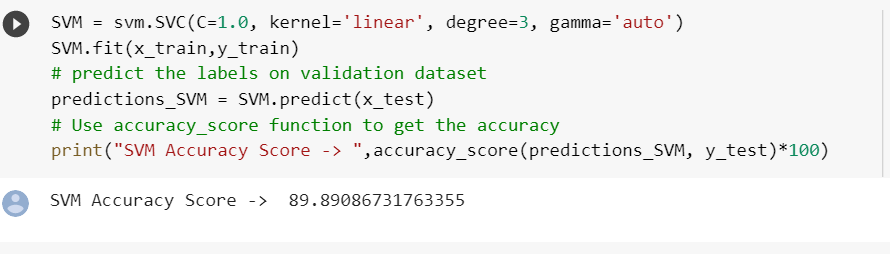 SVM = svm.SVC(C=1.0, kernel='linear', degree=3, gamma='auto')
SVM.fit(x_train,y_train)
# predict the labels on validation dataset
predictions_SVM = SVM.predict(x_test)
# Use accuracy_score function to get the accuracy
print("SVM Accuracy Score -> ",accuracy_score(predictions_SVM, y_test)*100)
SVM Accuracy Score ->  89.89086731763355